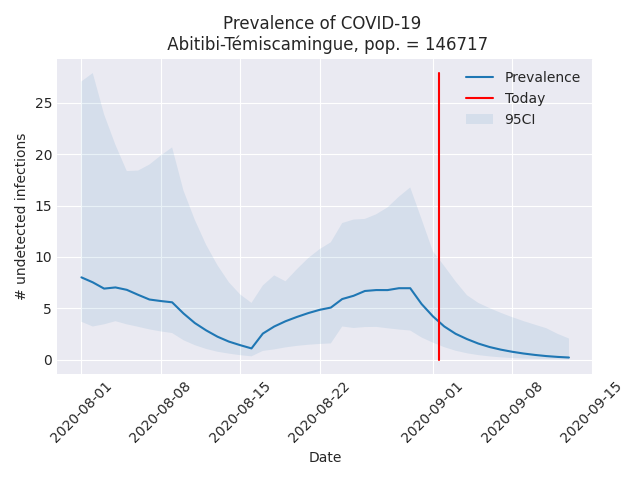 Prevalence of COVID-19
Abitibi-Témiscamingue, pop. = 146717
Prevalence
Today
95CI
# undetected infections
25
20
15
10
5
0
2020-08-01
2020-08-08
2020-08-15
2020-08-22
2020-09-01
2020-09-08
2020-09-15
Date